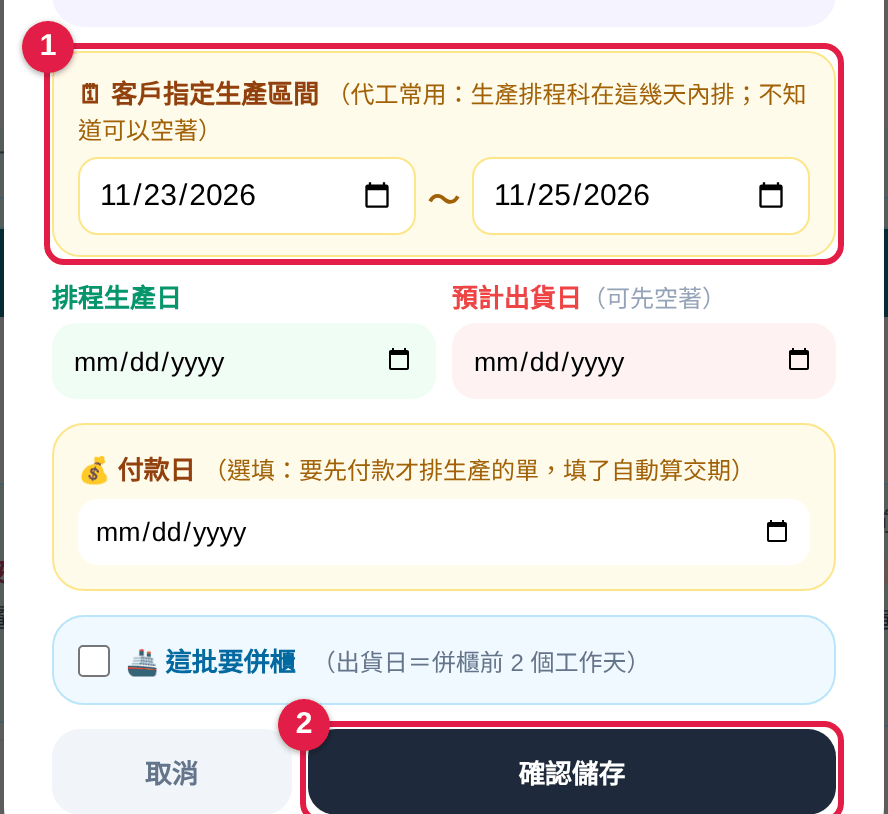 1
客戶指定生產區間 （代工常用：生產排程科在這幾天內排；不知
道可以空著）
11/23/2026 ～ 11/25/2026
排程生產日 預計出貨日（可先空著）
mm/dd/yyyy mm/dd/yyyy
💰 付款日 （選填：要先付款才排生產的單，填了自動算交期）
mm/dd/yyyy
🚢 這批要併櫃 （出貨日＝併櫃前 2 個工作天）
2
取消 確認儲存